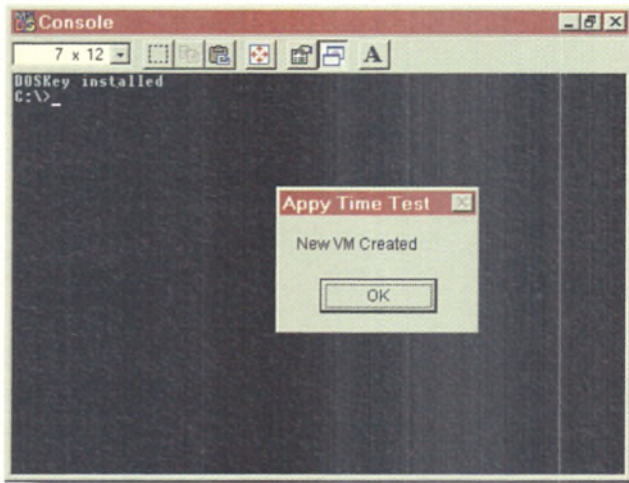 Console
7 x 12
A
DOSKey installed
C:\>_
Appy Time Test
New VM Created
OK